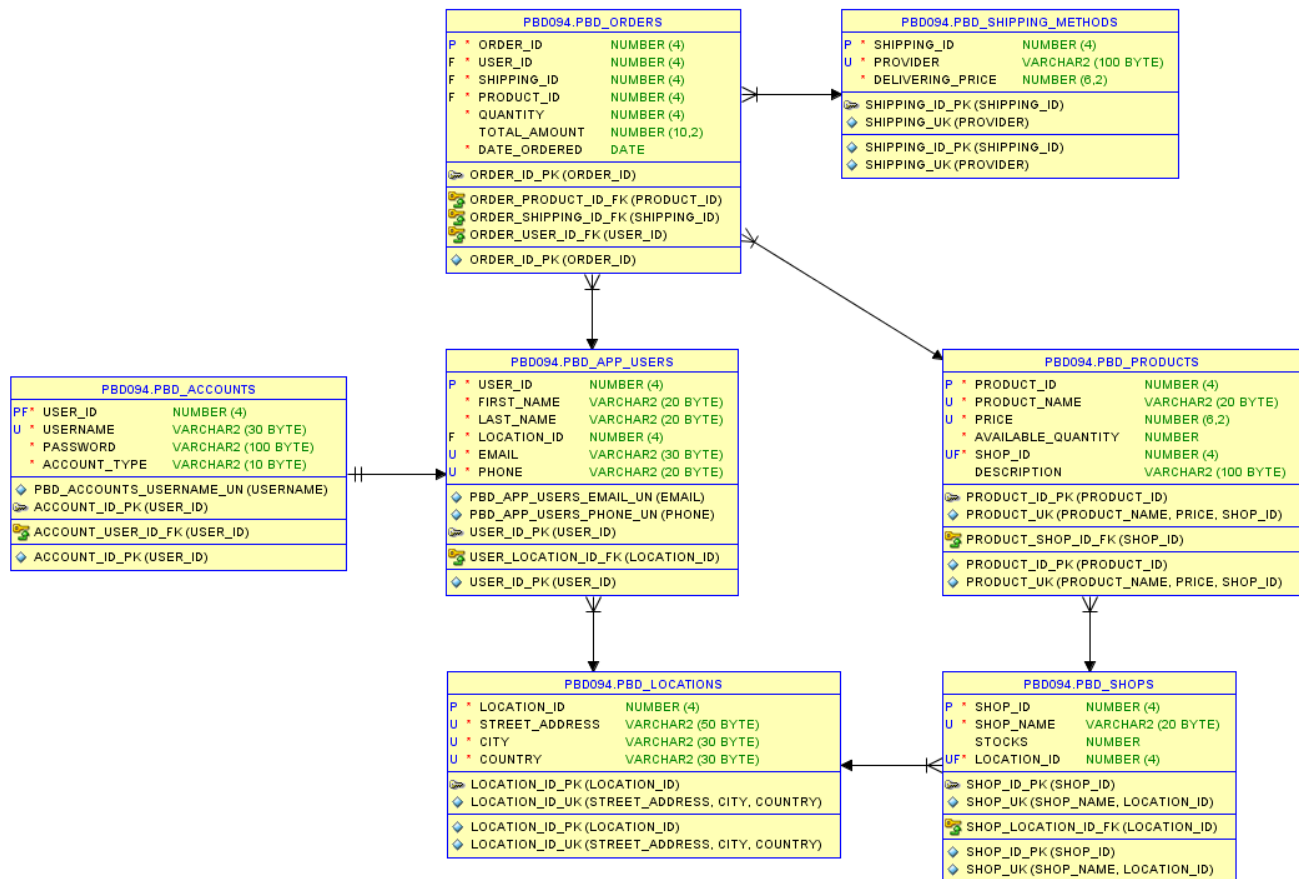 PBD094.PBD_ORDERS
P * ORDER_ID NUMBER (4)
F * USER_ID NUMBER (4)
F * SHIPPING_ID NUMBER (4)
F * PRODUCT_ID NUMBER (4)
* QUANTITY NUMBER (4)
TOTAL_AMOUNT NUMBER (10,2)
* DATE_ORDERED DATE
ORDER_ID_PK (ORDER_ID)
ORDER_PRODUCT_ID_FK (PRODUCT_ID)
ORDER_SHIPPING_ID_FK (SHIPPING_ID)
ORDER_USER_ID_FK (USER_ID)
ORDER_ID_PK (ORDER_ID)
PBD094.PBD_SHIPPING_METHODS
P * SHIPPING_ID NUMBER (4)
U * PROVIDER VARCHAR2 (100 BYTE)
* DELIVERING_PRICE NUMBER (6,2)
SHIPPING_ID_PK (SHIPPING_ID)
SHIPPING_UK (PROVIDER)
SHIPPING_ID_PK (SHIPPING_ID)
SHIPPING_UK (PROVIDER)
PBD094.PBD_ACCOUNTS
PF* USER_ID NUMBER (4)
U * USERNAME VARCHAR2 (30 BYTE)
* PASSWORD VARCHAR2 (100 BYTE)
* ACCOUNT_TYPE VARCHAR2 (10 BYTE)
PBD_ACCOUNTS_USERNAME_UN (USERNAME)
ACCOUNT_ID_PK (USER_ID)
ACCOUNT_USER_ID_FK (USER_ID)
ACCOUNT_ID_PK (USER_ID)
PBD094.PBD_APP_USERS
P * USER_ID NUMBER (4)
* FIRST_NAME VARCHAR2 (20 BYTE)
* LAST_NAME VARCHAR2 (20 BYTE)
F * LOCATION_ID NUMBER (4)
U * EMAIL VARCHAR2 (30 BYTE)
U * PHONE VARCHAR2 (20 BYTE)
PBD_APP_USERS_EMAIL_UN (EMAIL)
PBD_APP_USERS_PHONE_UN (PHONE)
USER_ID_PK (USER_ID)
USER_LOCATION_ID_FK (LOCATION_ID)
USER_ID_PK (USER_ID)
PBD094.PBD_PRODUCTS
P * PRODUCT_ID NUMBER (4)
U * PRODUCT_NAME VARCHAR2 (20 BYTE)
U * PRICE NUMBER (6,2)
* AVAILABLE_QUANTITY NUMBER
UF* SHOP_ID NUMBER (4)
DESCRIPTION VARCHAR2 (100 BYTE)
PRODUCT_ID_PK (PRODUCT_ID)
PRODUCT_UK (PRODUCT_NAME, PRICE, SHOP_ID)
PRODUCT_SHOP_ID_FK (SHOP_ID)
PRODUCT_ID_PK (PRODUCT_ID)
PRODUCT_UK (PRODUCT_NAME, PRICE, SHOP_ID)
PBD094.PBD_LOCATIONS
P * LOCATION_ID NUMBER (4)
U * STREET_ADDRESS VARCHAR2 (50 BYTE)
U * CITY VARCHAR2 (30 BYTE)
U * COUNTRY VARCHAR2 (30 BYTE)
LOCATION_ID_PK (LOCATION_ID)
LOCATION_ID_UK (STREET_ADDRESS, CITY, COUNTRY)
LOCATION_ID_PK (LOCATION_ID)
LOCATION_ID_UK (STREET_ADDRESS, CITY, COUNTRY)
PBD094.PBD_SHOPS
P * SHOP_ID NUMBER (4)
U * SHOP_NAME VARCHAR2 (20 BYTE)
STOCKS NUMBER
UF* LOCATION_ID NUMBER (4)
SHOP_ID_PK (SHOP_ID)
SHOP_UK (SHOP_NAME, LOCATION_ID)
SHOP_LOCATION_ID_FK (LOCATION_ID)
SHOP_ID_PK (SHOP_ID)
SHOP_UK (SHOP_NAME, LOCATION_ID)